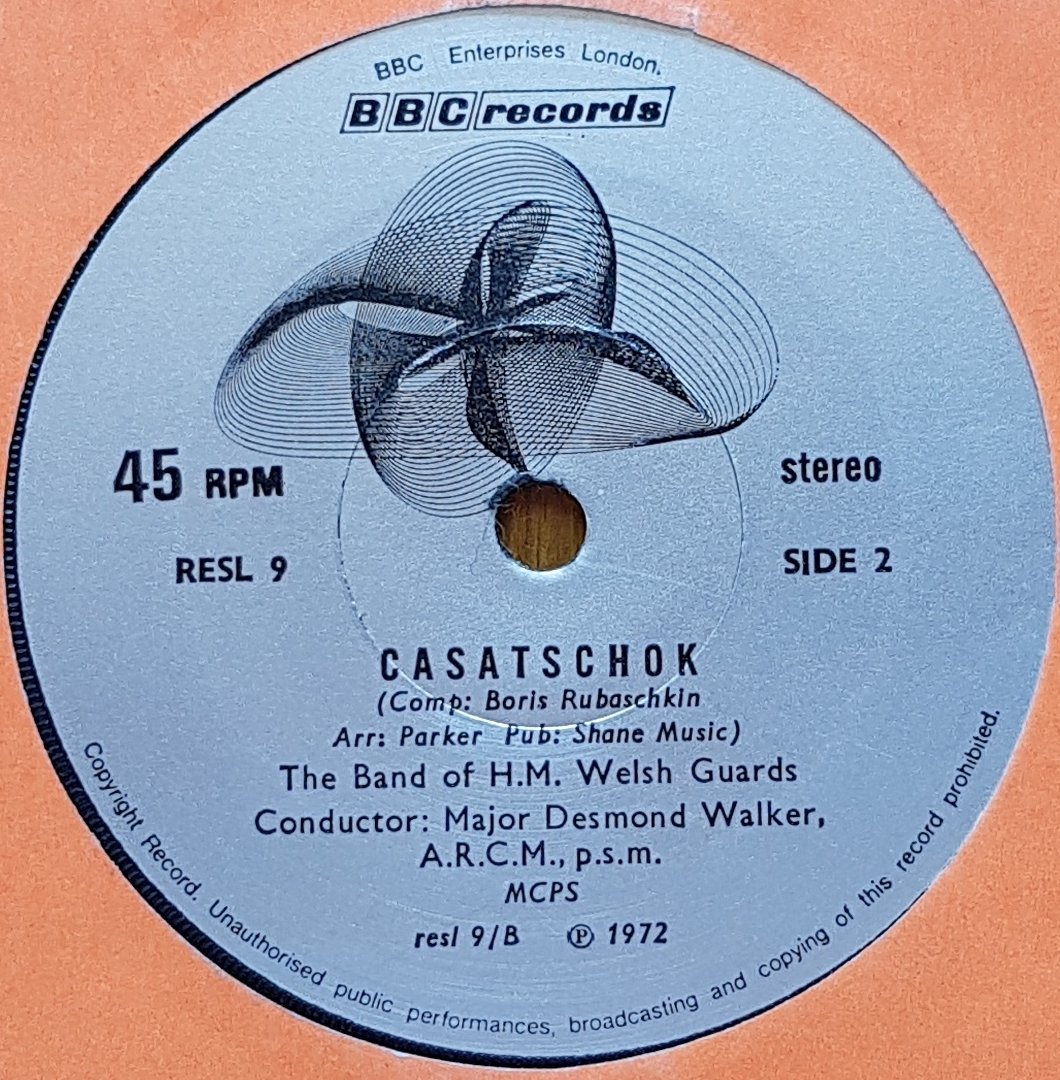 BBC Enterprises London.
BBC records
45 RPM
stereo
RESL 9
SIDE 2
CASATSCHOK
(Comp: Boris Rubaschkin
Arr: Parker Pub: Shane Music)
The Band of H.M. Welsh Guards
Conductor: Major Desmond Walker,
A.R.C.M., p.s.m.
MCPS
resl 9/B ℗ 1972
Copyright Record. Unauthorised public performances, broadcasting and copying of this record prohibited.